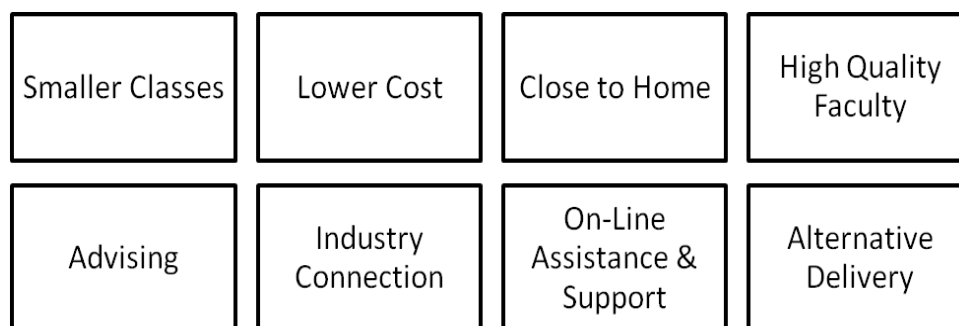 Smaller Classes
Lower Cost
Close to Home
High Quality
Faculty
Advising
Industry
Connection
On-Line
Assistance &
Support
Alternative
Delivery